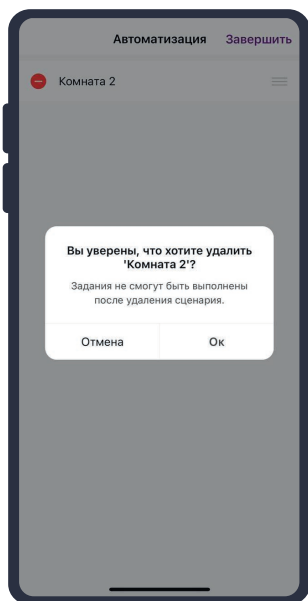 Автоматизация Завершить
Комната 2
Вы уверены, что хотите удалить
'Комната 2'?
Задания не смогут быть выполнены
после удаления сценария.
Отмена Ок